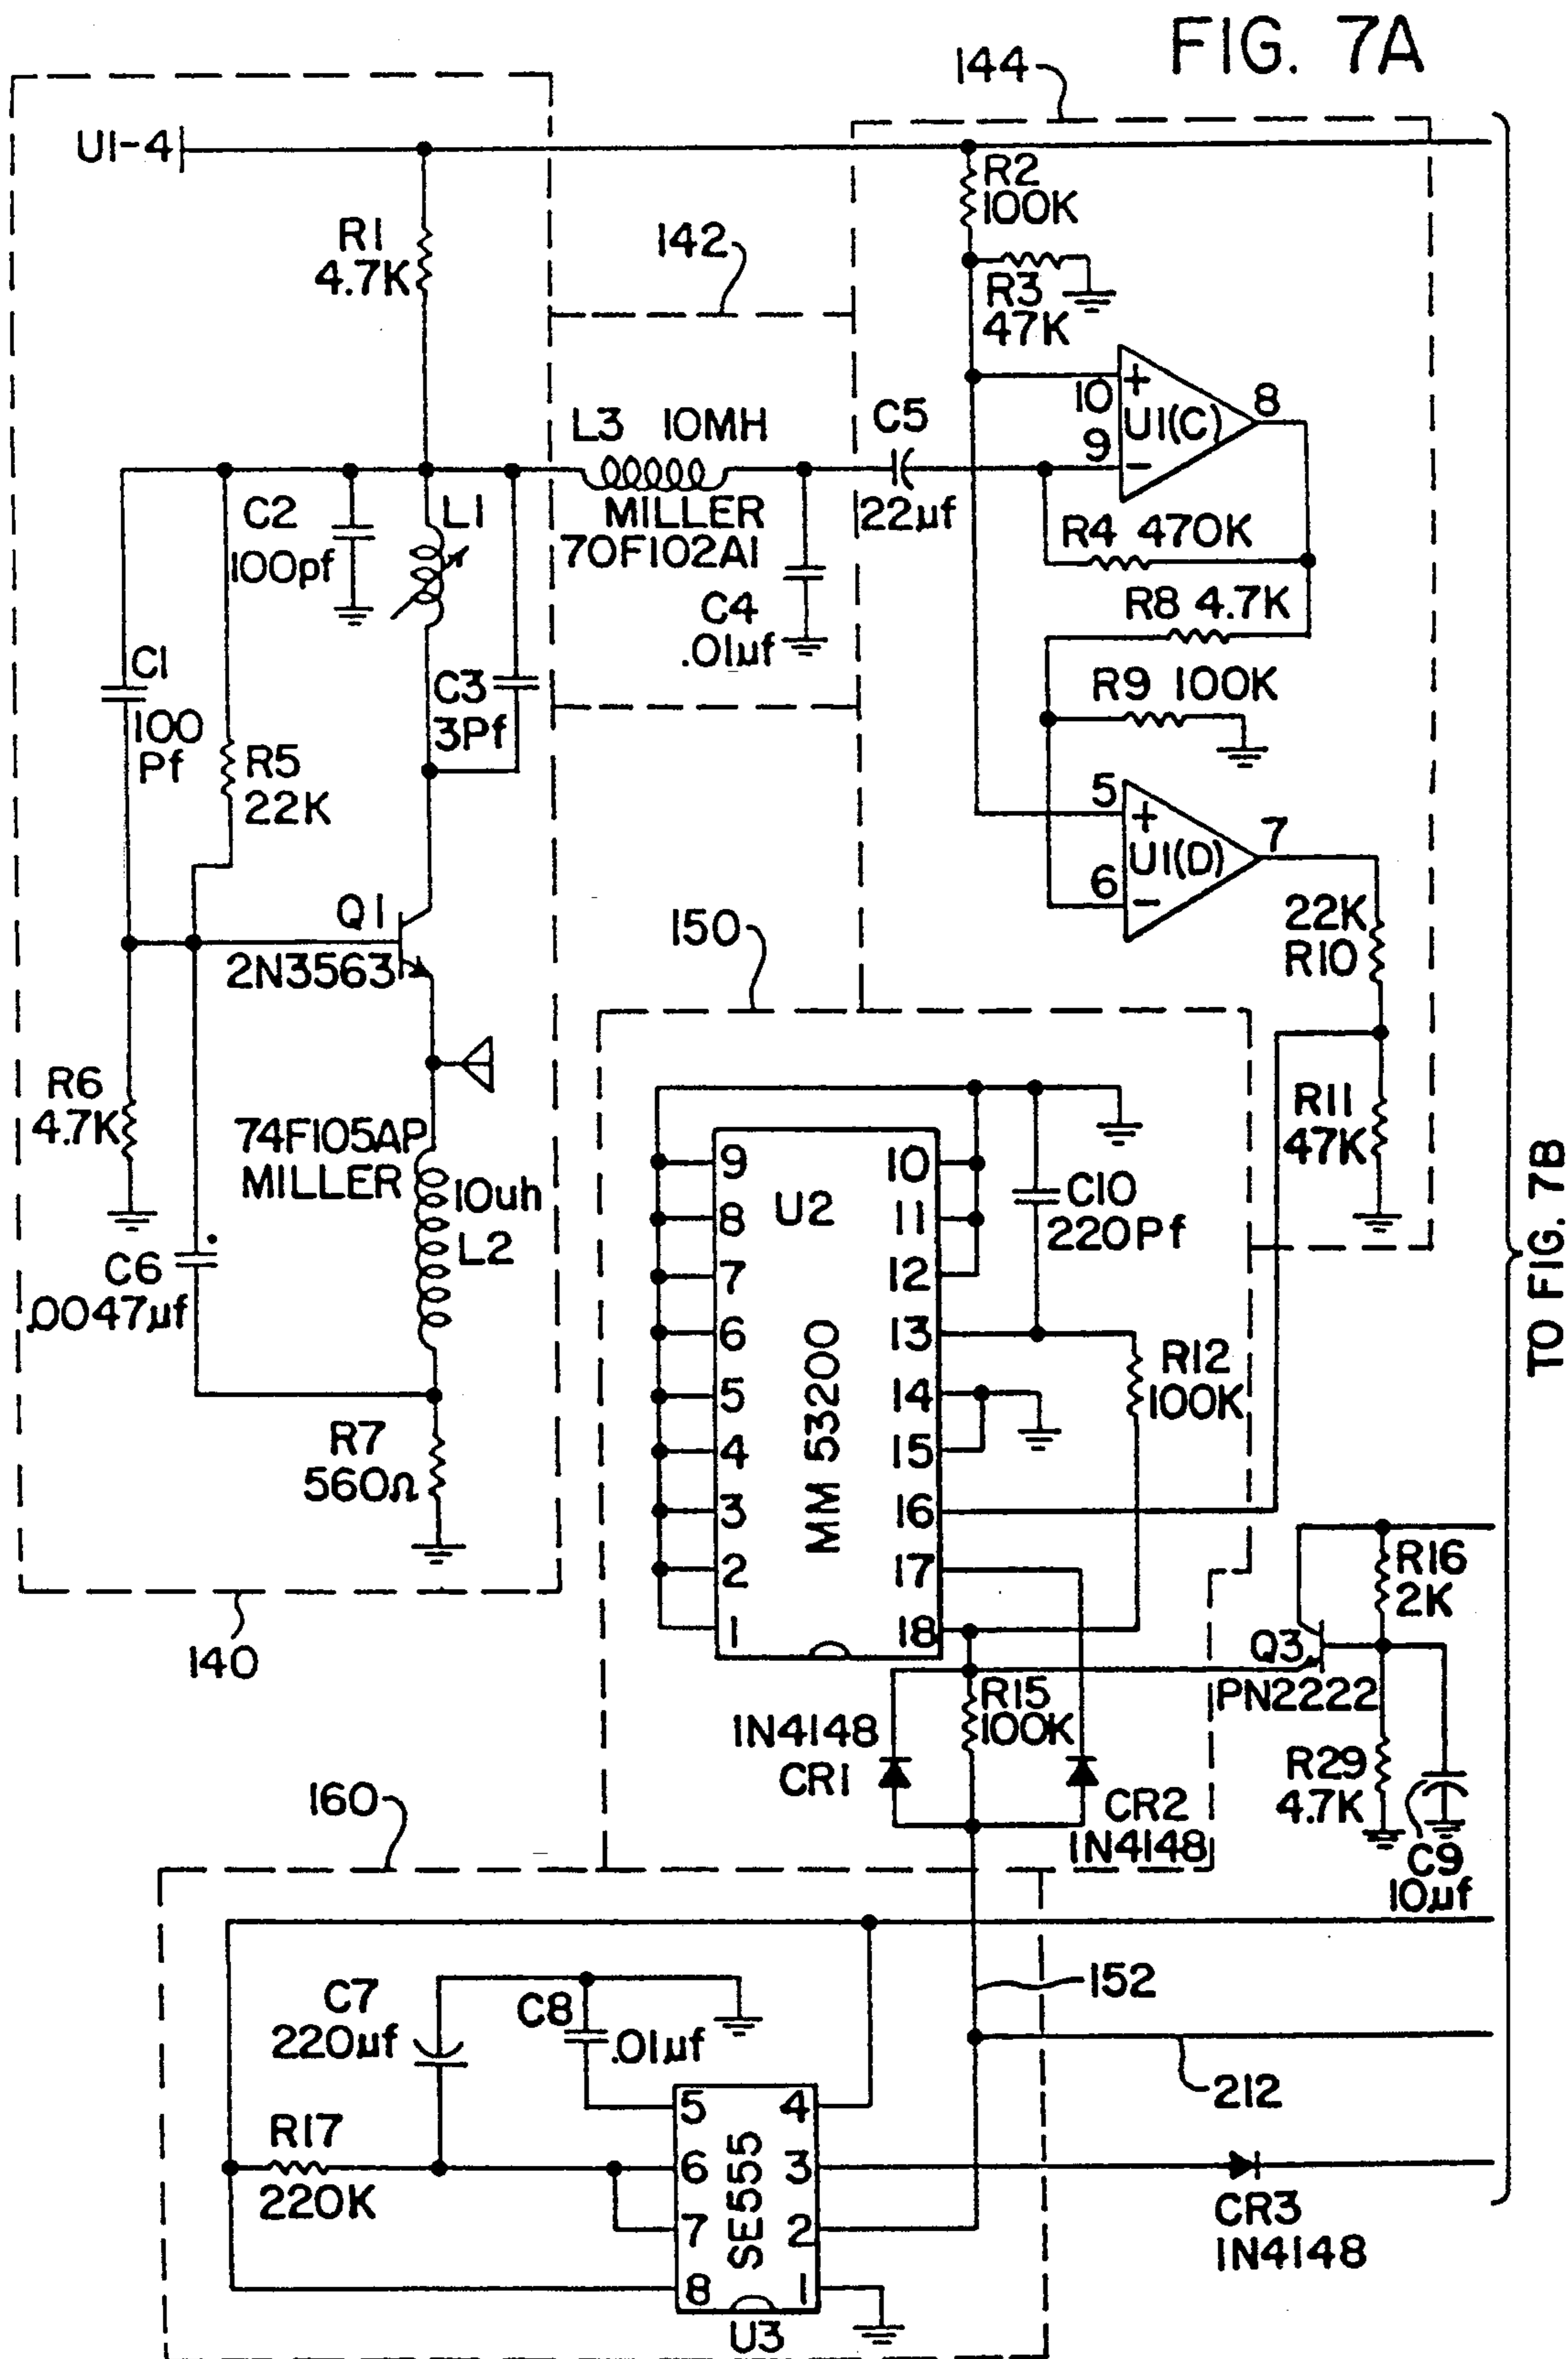 FIG. 7A
144
U1-4
R2
100K
R1
4.7K
142
R3
47K
10
+
U1(C)
8
9
-
L3 10MH
C5
MILLER
70F102A1
22µf
C2
100pf
L1
R4 470K
C4
.01µf
R8 4.7K
C1
100
Pf
C3
3Pf
R9 100K
R5
22K
5
+
U1(D)
7
6
-
Q1
2N3563
150
22K
R10
R6
4.7K
74F105AP
MILLER
10uh
L2
R11
47K
C6
.0047µf
9
8
7
6
5
4
3
2
1
U2
MM 53200
10
11
12
13
14
15
16
17
18
C10
220Pf
R12
100K
R7
560Ω
TO FIG. 7B
140
R16
2K
Q3
PN2222
R15
100K
1N4148
CR1
CR2
1N4148
R29
4.7K
C9
10µf
160
152
C7
220µf
C8
.01µf
212
R17
220K
5
6
7
8
SE555
4
3
2
1
U3
CR3
1N4148